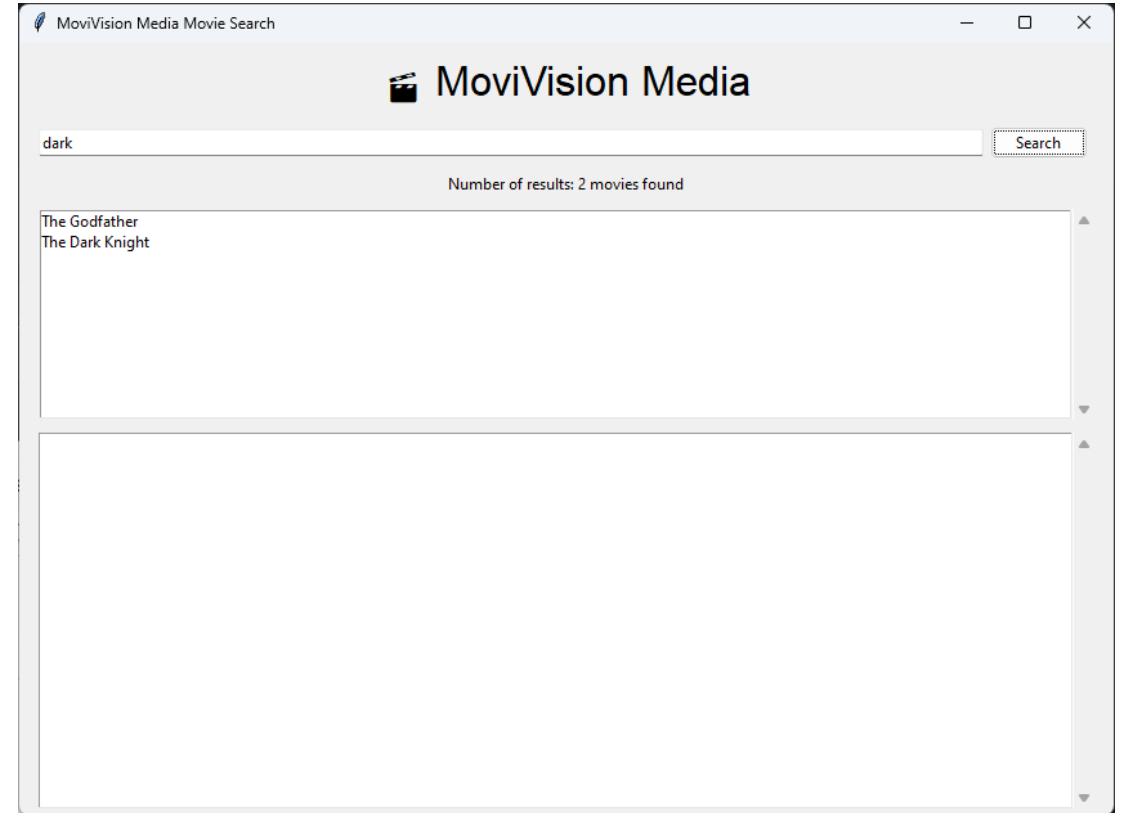 MoviVision Media Movie Search
MoviVision Media
dark
Search
Number of results: 2 movies found
The Godfather
The Dark Knight